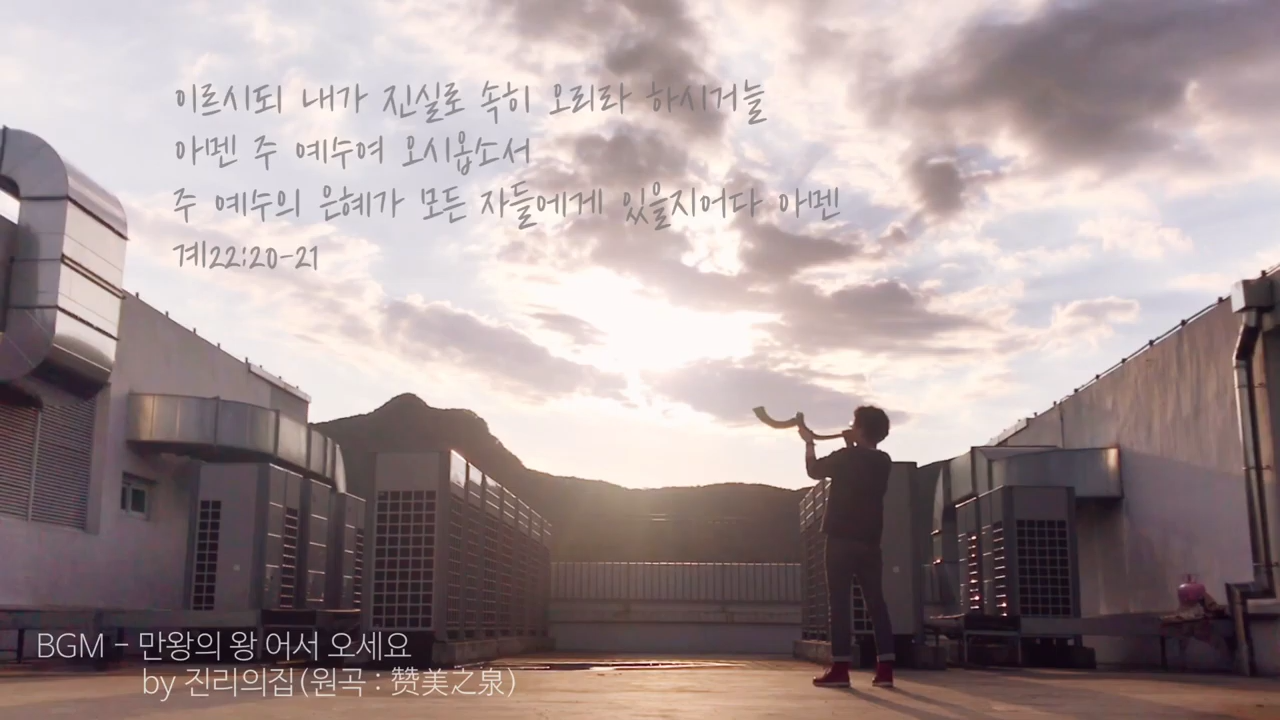 이르시되 내가 진실로 속히 오리라 하시거늘
아멘 주 예수여 오시옵소서
주 예수의 은혜가 모든 자들에게 있을지어다 아멘
계22:20-21
BGM - 만왕의 왕 어서 오세요
by 진리의집(원곡 : 赞美之泉)